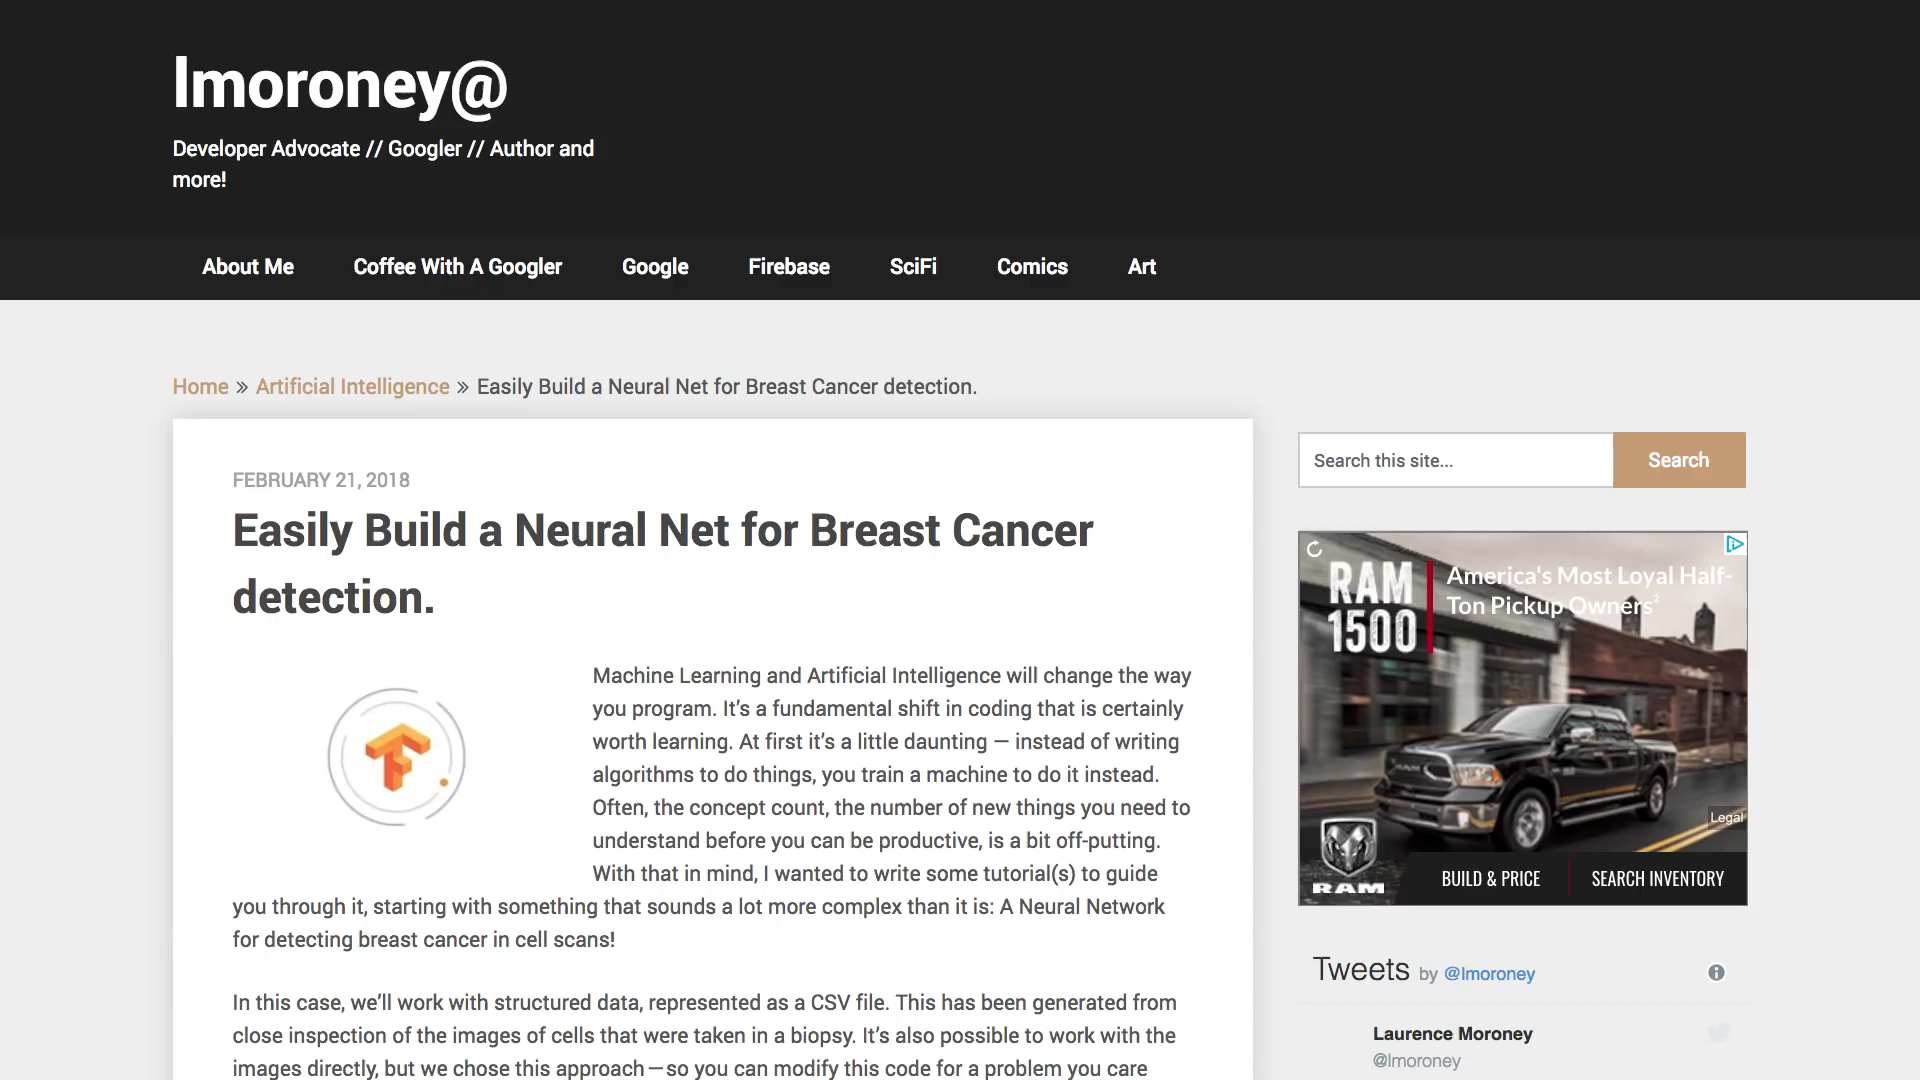 lmoroney@
Developer Advocate // Googler // Author and
more!
About Me
Coffee With A Googler
Google
Firebase
SciFi
Comics
Art
Home » Artificial Intelligence » Easily Build a Neural Net for Breast Cancer detection.
FEBRUARY 21, 2018
Easily Build a Neural Net for Breast Cancer
detection.
Machine Learning and Artificial Intelligence will change the way
you program. It’s a fundamental shift in coding that is certainly
worth learning. At first it’s a little daunting — instead of writing
algorithms to do things, you train a machine to do it instead.
Often, the concept count, the number of new things you need to
understand before you can be productive, is a bit off-putting.
With that in mind, I wanted to write some tutorial(s) to guide
you through it, starting with something that sounds a lot more complex than it is: A Neural Network
for detecting breast cancer in cell scans!
In this case, we’ll work with structured data, represented as a CSV file. This has been generated from
close inspection of the images of cells that were taken in a biopsy. It’s also possible to work with the
images directly, but we chose this approach — so you can modify this code for a problem you care
Search this site...
Search
RAM
1500
America's Most Loyal Half-
Ton Pickup Owners²
Legal
RAM
BUILD & PRICE
SEARCH INVENTORY
Tweets by @lmoroney
Laurence Moroney
@lmoroney